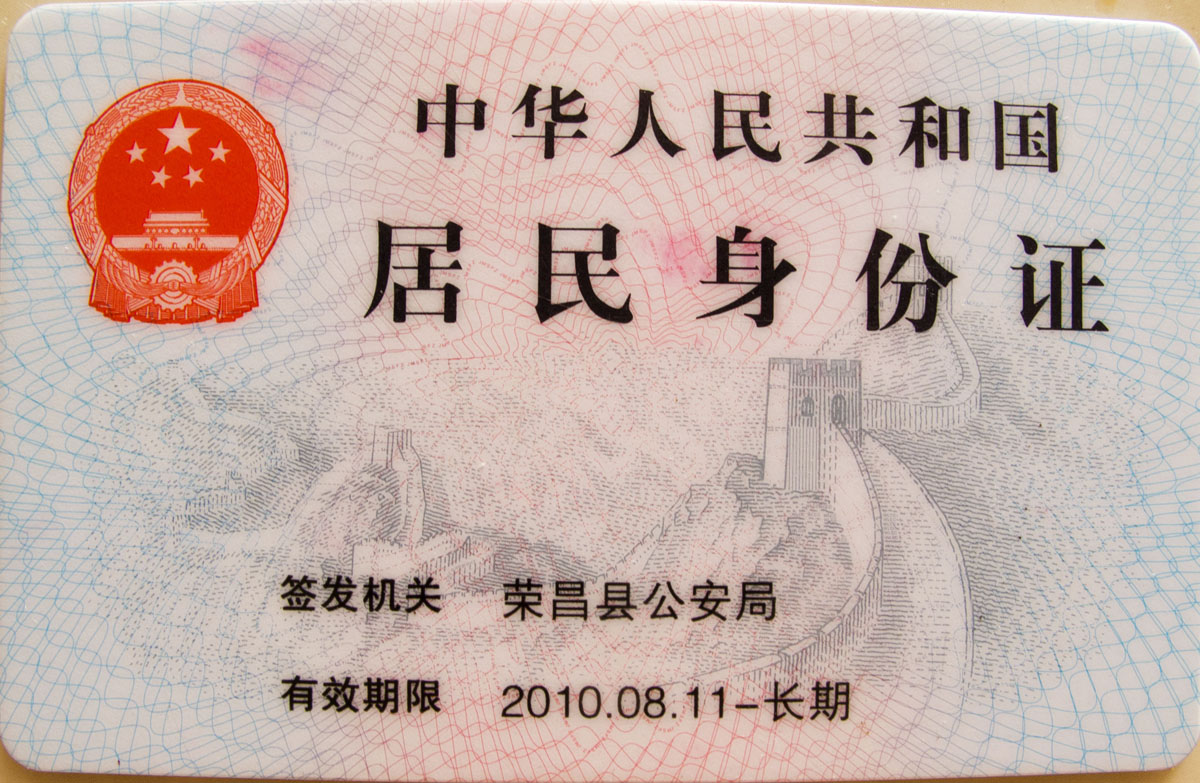 中华人民共和国
居民身份证
签发机关 荣昌县公安局
有效期限 2010.08.11-长期